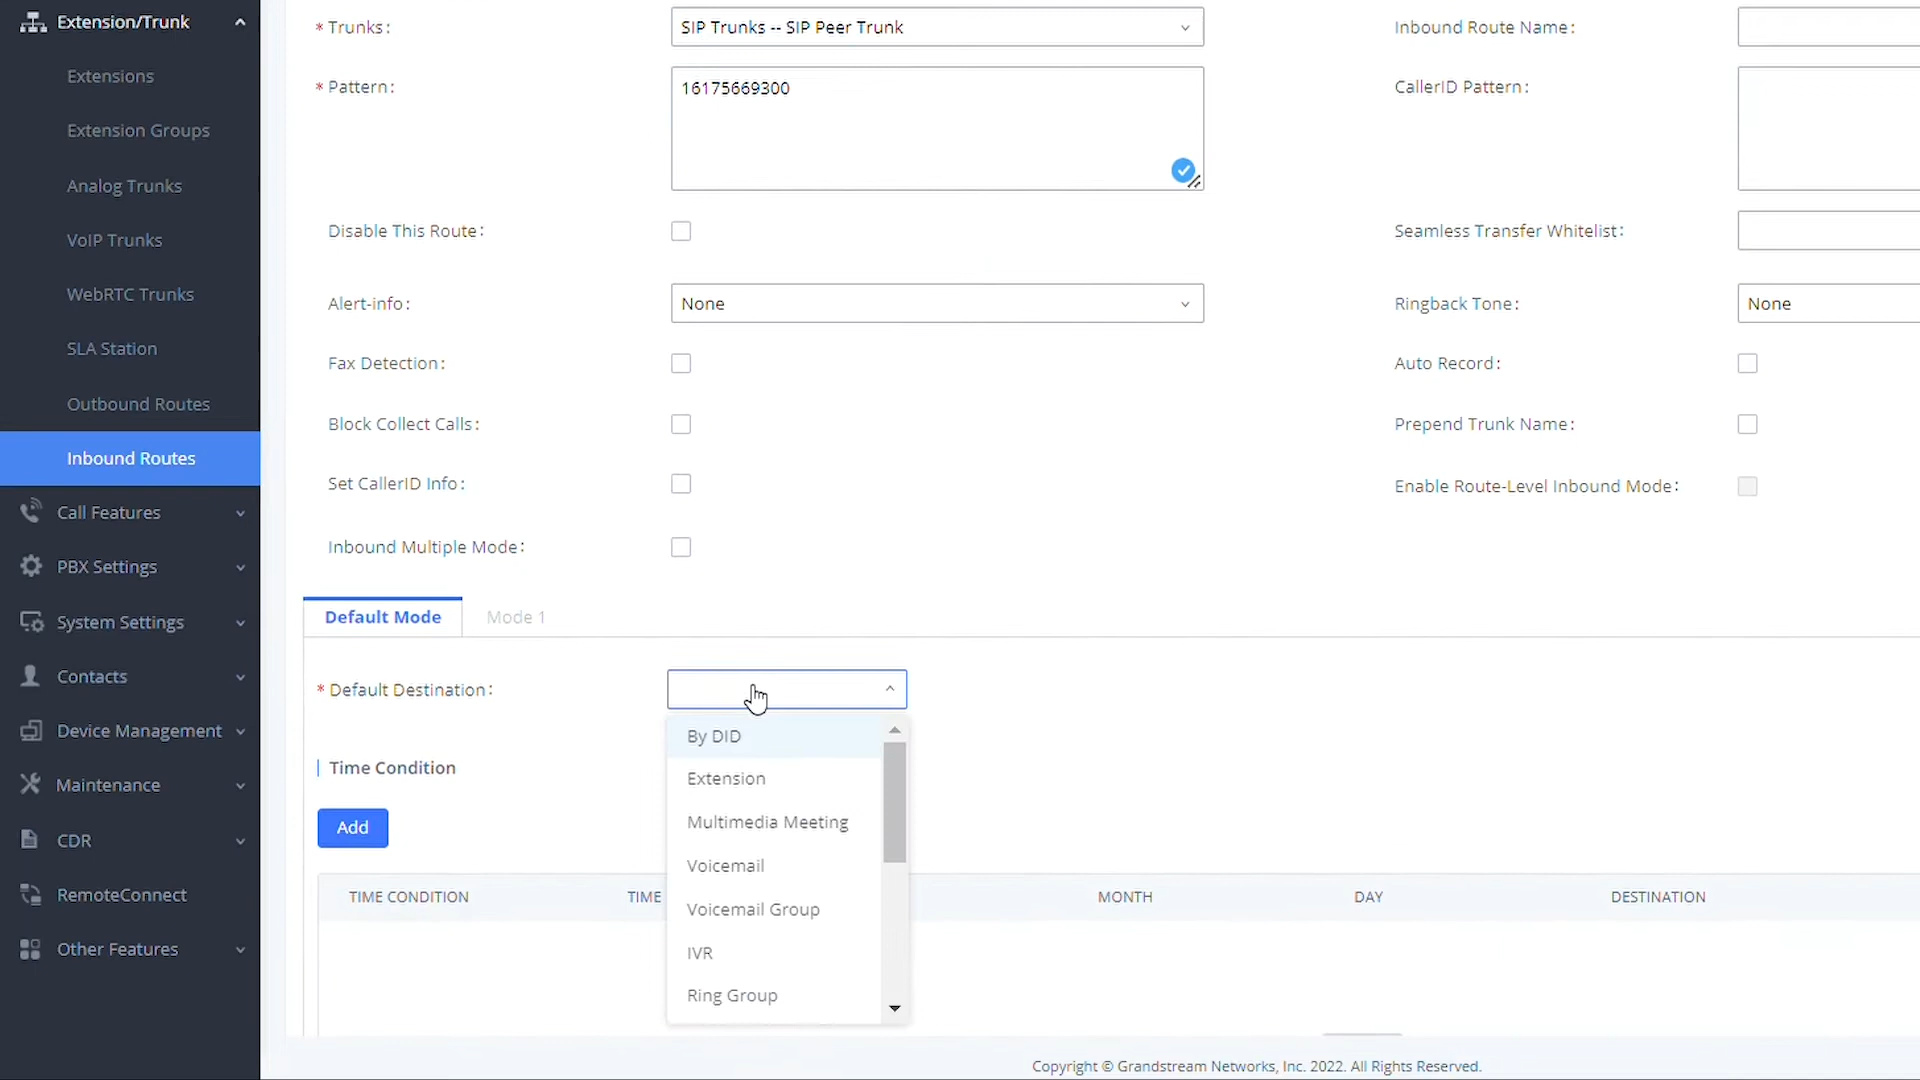 Extension/Trunk
Extensions
Extension Groups
Analog Trunks
VoIP Trunks
WebRTC Trunks
SLA Station
Outbound Routes
Inbound Routes
Call Features
PBX Settings
System Settings
Contacts
Device Management
Maintenance
CDR
RemoteConnect
Other Features
* Trunks:
SIP Trunks -- SIP Peer Trunk
Inbound Route Name:
* Pattern:
16175669300
CallerID Pattern:
Disable This Route:
Seamless Transfer Whitelist:
Alert-info:
None
Ringback Tone:
None
Fax Detection:
Auto Record:
Block Collect Calls:
Prepend Trunk Name:
Set CallerID Info:
Enable Route-Level Inbound Mode:
Inbound Multiple Mode:
Default Mode
Mode 1
* Default Destination:
By DID
Extension
Multimedia Meeting
Voicemail
Voicemail Group
IVR
Ring Group
Time Condition
Add
TIME CONDITION
TIME
MONTH
DAY
DESTINATION
Copyright © Grandstream Networks, Inc. 2022. All Rights Reserved.